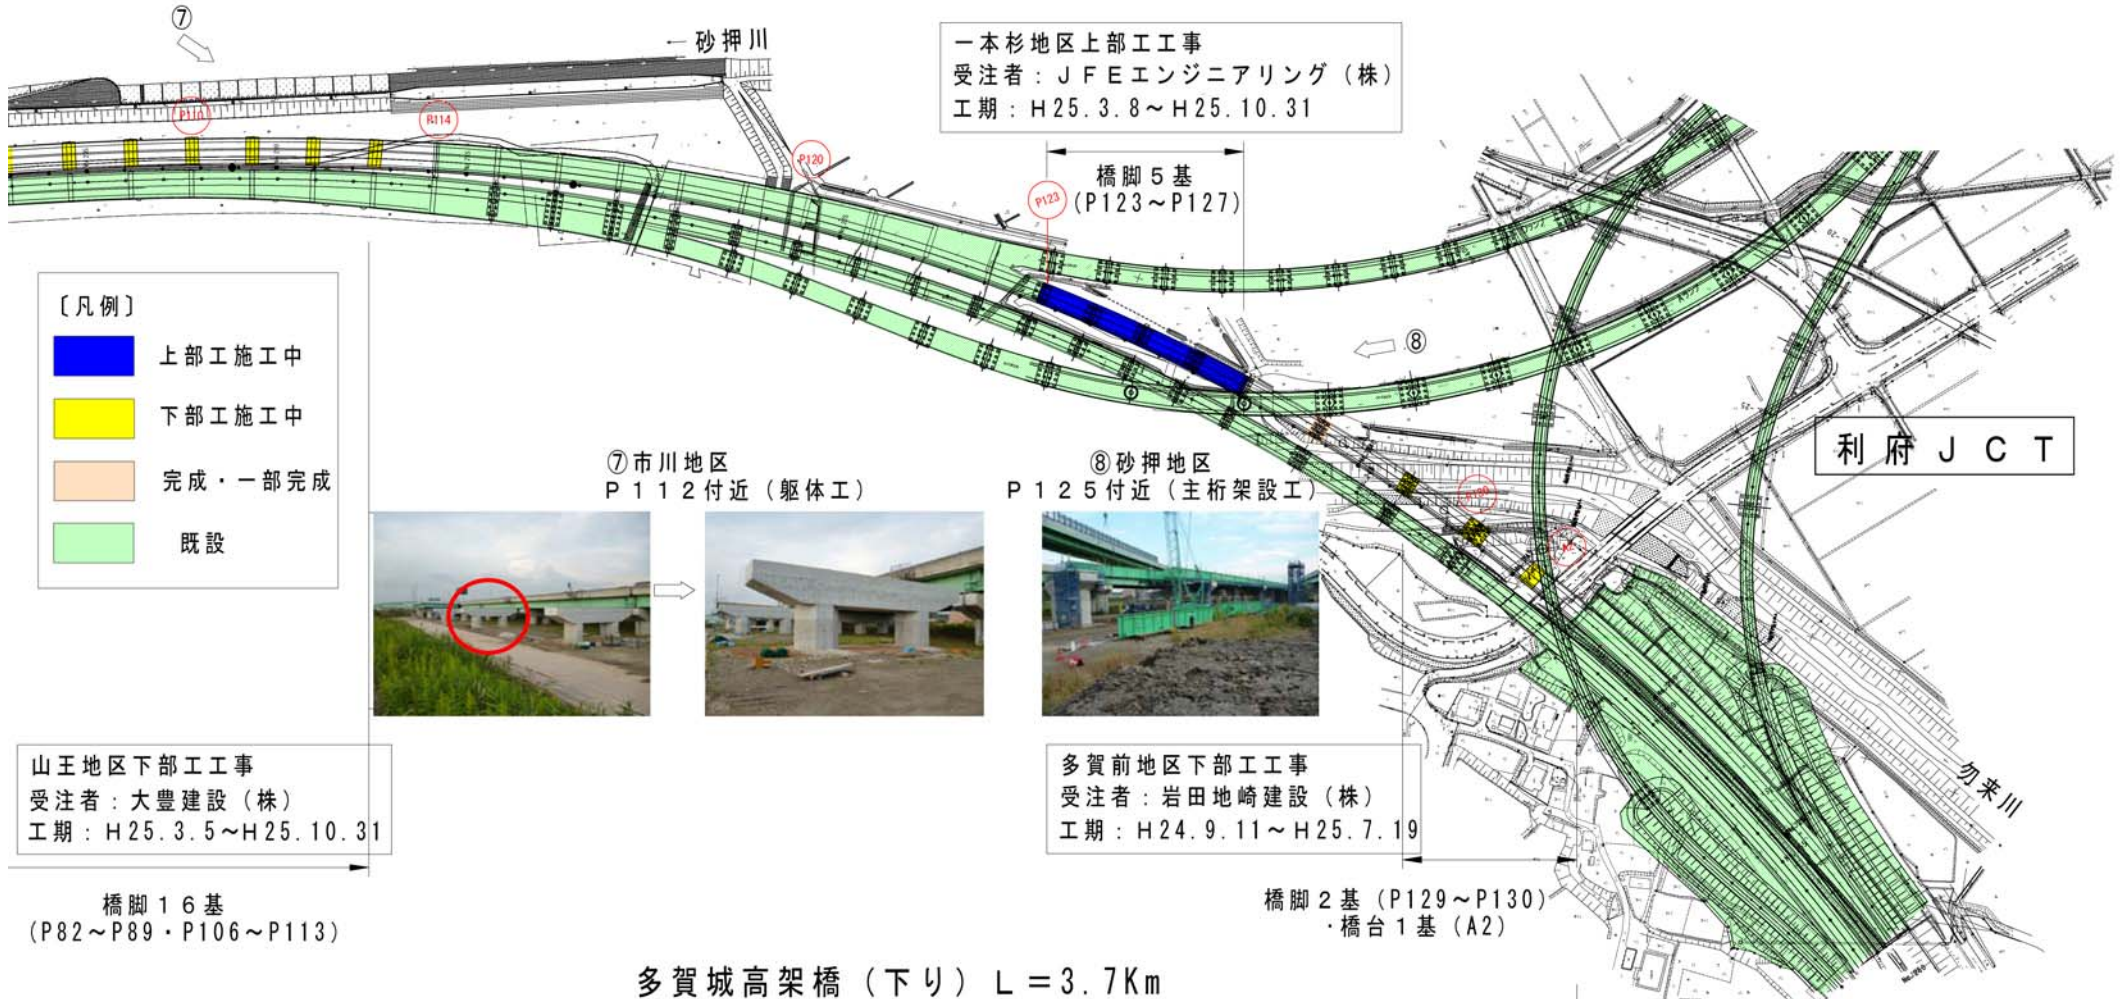 ⑦
← 砂押川
一本杉地区上部工工事
受注者：ＪＦＥエンジニアリング（株）
工期：Ｈ25.3.8～Ｈ25.10.31
P110
P114
P120
P123
橋脚５基
(P123～P127)
〔凡例〕
上部工施工中
下部工施工中
完成・一部完成
既設
⑧
利府ＪＣＴ
⑦市川地区
Ｐ１１２付近（躯体工）
⑧砂押地区
Ｐ１２５付近（主桁架設工）
P130
A2
勿来川
山王地区下部工工事
受注者：大豊建設（株）
工期：Ｈ25.3.5～Ｈ25.10.31
橋脚１６基
(P82～P89・P106～P113)
多賀前地区下部工工事
受注者：岩田地崎建設（株）
工期：Ｈ24.9.11～Ｈ25.7.19
橋脚２基(P129～P130)
・橋台１基(A2)
多賀城高架橋（下り）Ｌ＝3.7Km